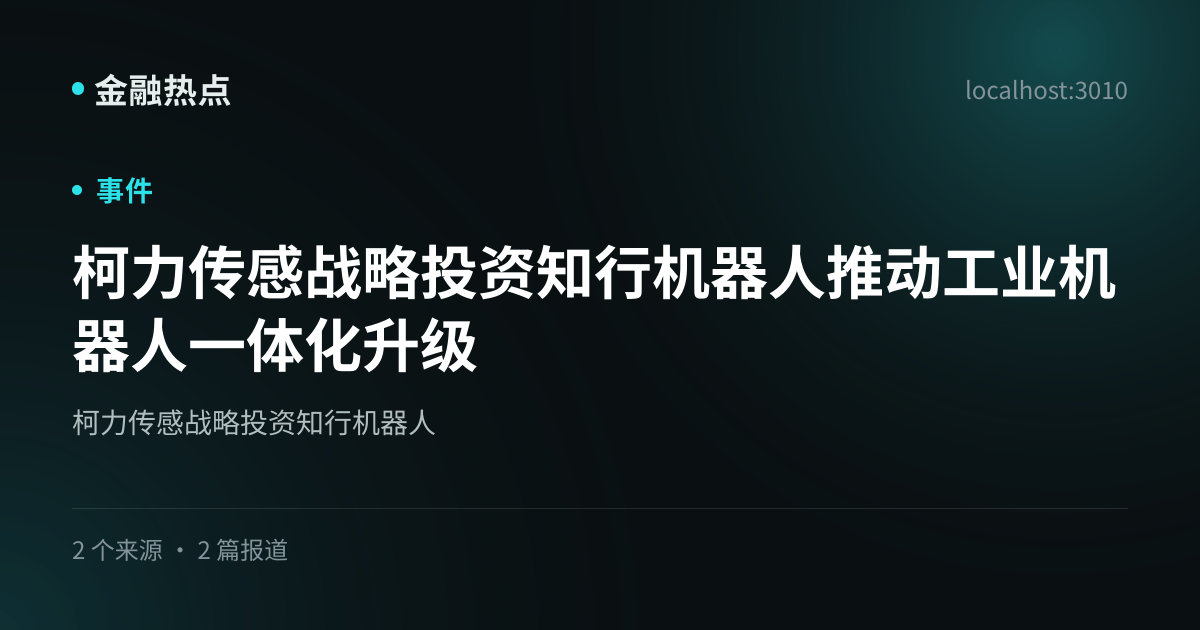 金融热点
localhost:3010
事件
柯力传感战略投资知行机器人推动工业机
器人一体化升级
柯力传感战略投资知行机器人
2 个来源 · 2 篇报道